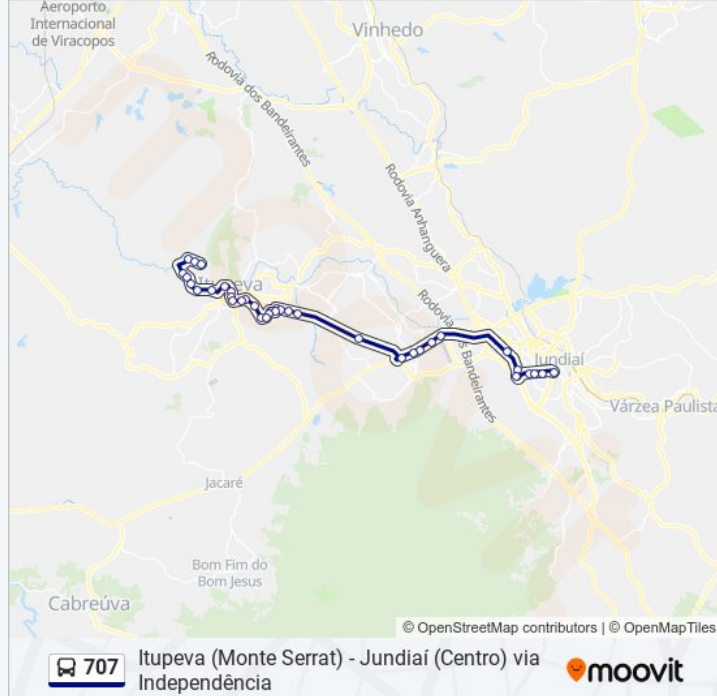 Aeroporto
Internacional
de Viracopos
Vinhedo
Rodovia dos Bandeirantes
Rodovia Anhanguera
Itupeva
Rodovia dos Bandeirantes
Jundiaí
Várzea Paulista
Jacaré
Bom Fim do
Bom Jesus
Cabreúva
© OpenStreetMap contributors | © OpenMapTiles
707
Itupeva (Monte Serrat) - Jundiaí (Centro) via
Independência
moovit